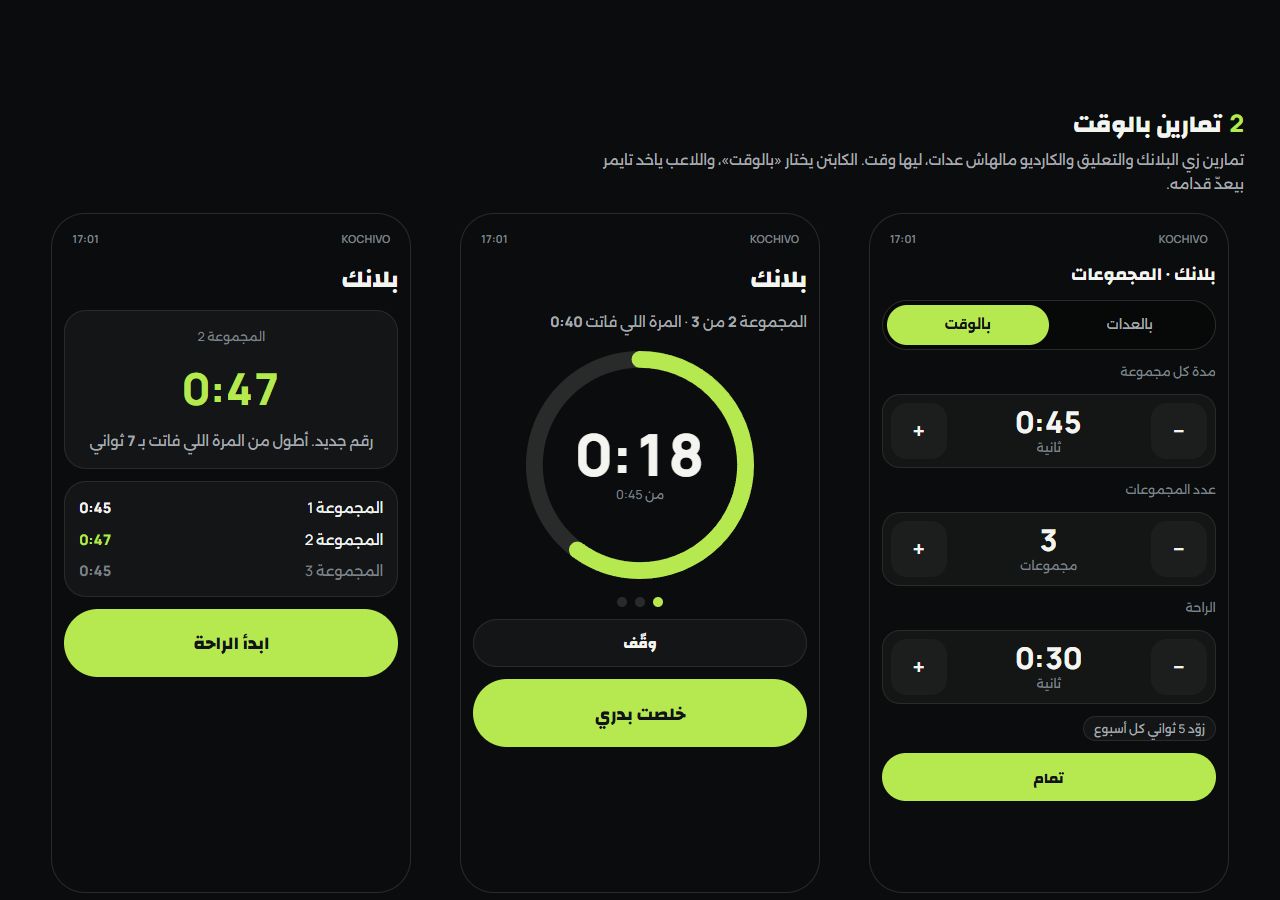 2 تمارين بالوقت
تمارين زي البلانك والتعليق والكارديو مالهاش عدات، ليها وقت. الكابتن يختار «بالوقت»، واللاعب ياخد تايمر
بيعدّ قدامه.
KOCHIVO 17:01
بلانك · المجموعات
بالعدات بالوقت
مدة كل مجموعة
− 0:45 +
ثانية
عدد المجموعات
− 3 +
مجموعات
الراحة
− 0:30 +
ثانية
زوّد 5 ثواني كل أسبوع
تمام
KOCHIVO 17:01
بلانك
المجموعة 2 من 3 · المرة اللي فاتت 0:40
0:18
من 0:45
وقّف
خلصت بدري
KOCHIVO 17:01
بلانك
المجموعة 2
0:47
رقم جديد. أطول من المرة اللي فاتت بـ 7 ثواني
المجموعة 1 0:45
المجموعة 2 0:47
المجموعة 3 0:45
ابدأ الراحة